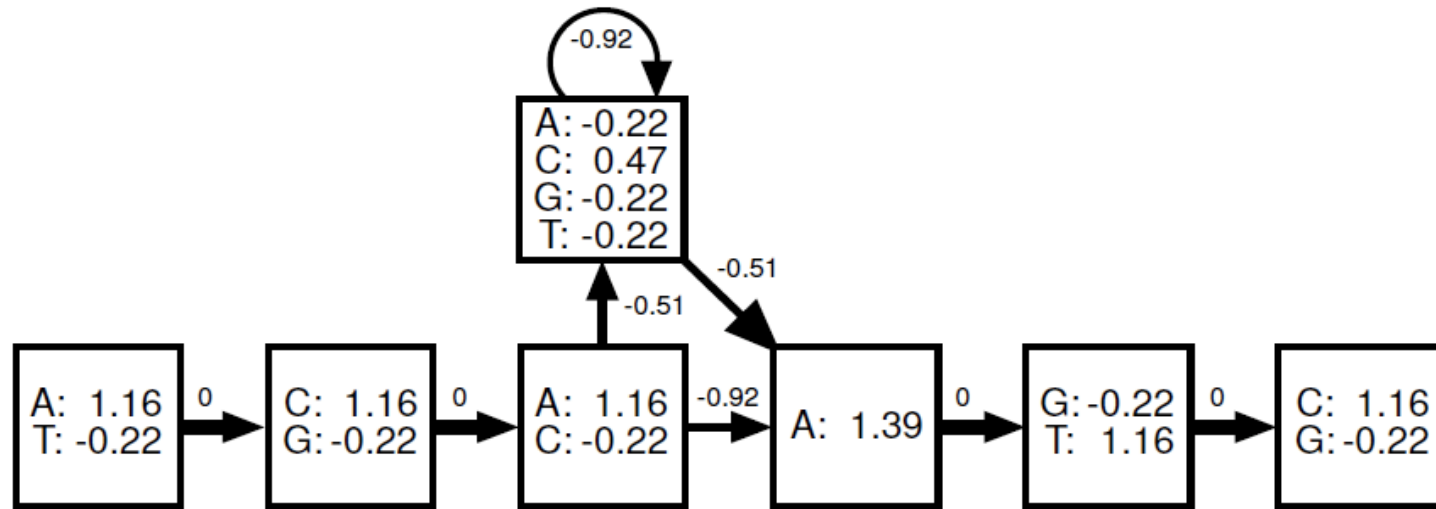 -0.92
A: -0.22
C: 0.47
G: -0.22
T: -0.22
-0.51
-0.51
A: 1.16
T: -0.22
0
C: 1.16
G: -0.22
0
A: 1.16
C: -0.22
-0.92
A: 1.39
0
G: -0.22
T: 1.16
0
C: 1.16
G: -0.22